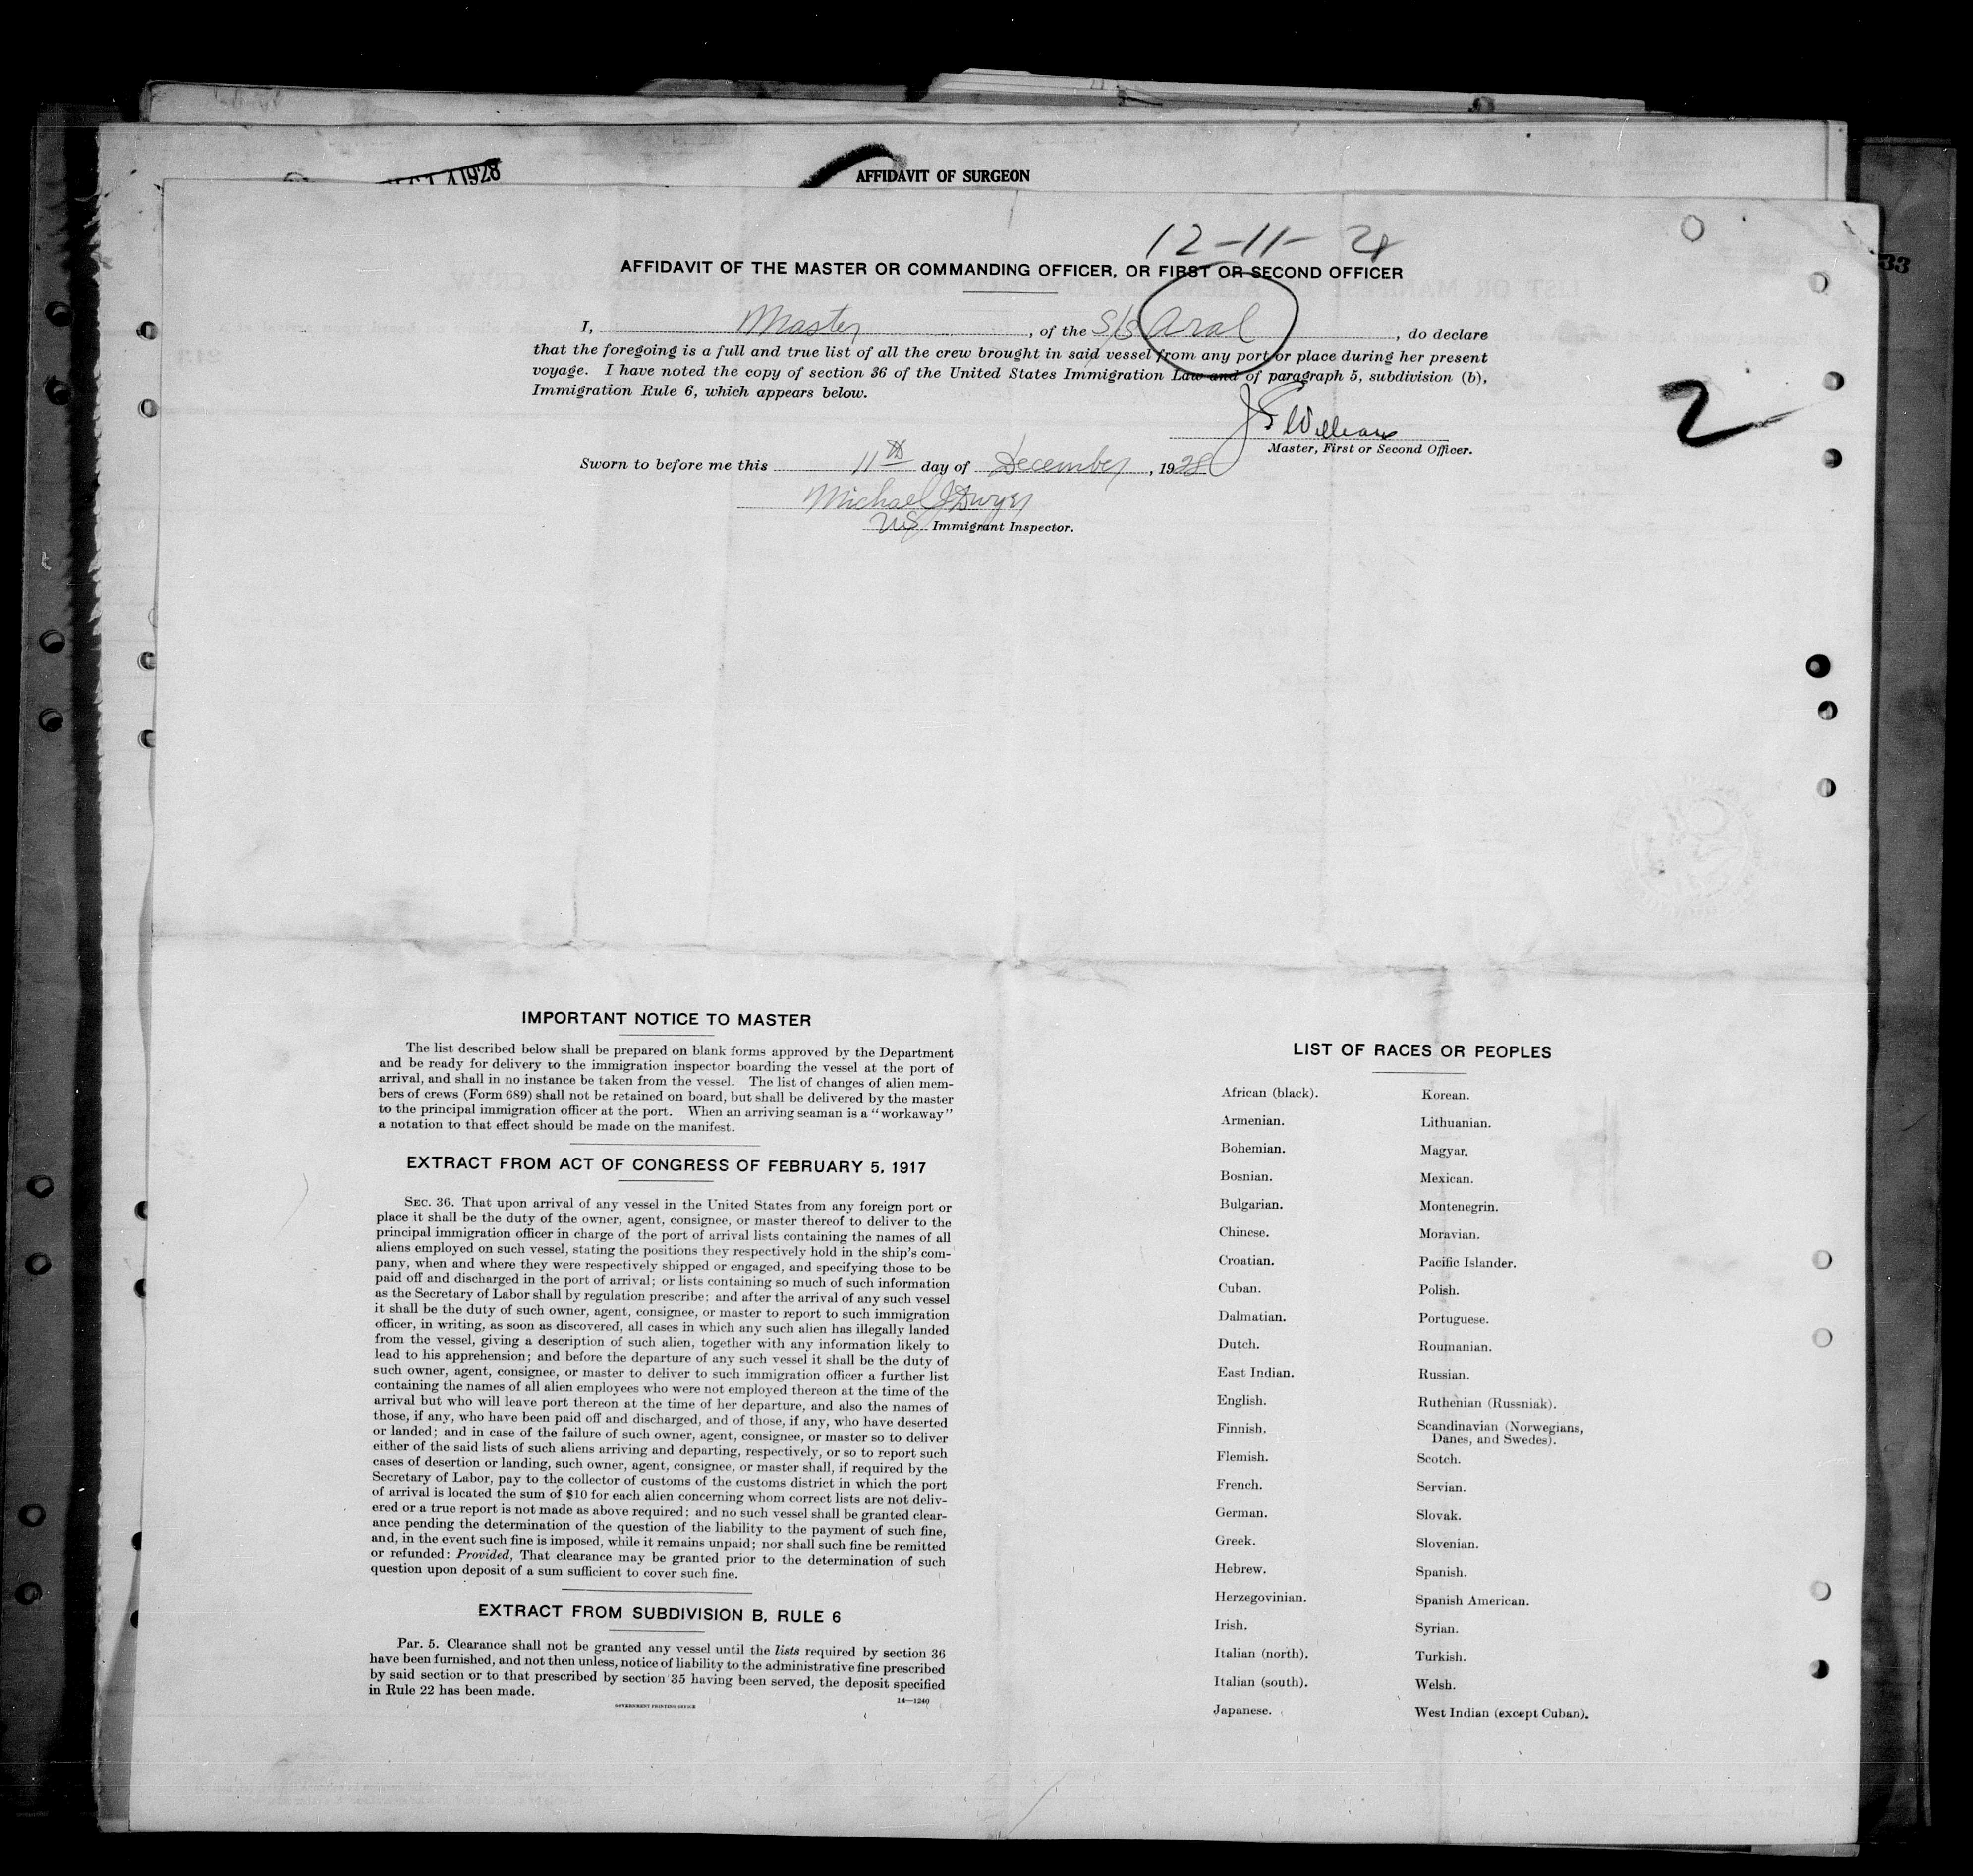 1928
AFFIDAVIT OF SURGEON
12-11-28
AFFIDAVIT OF THE MASTER OR COMMANDING OFFICER, OR FIRST OR SECOND OFFICER
33
I, Master, of the S/S Aral, do declare
that the foregoing is a full and true list of all the crew brought in said vessel from any port or place during her present
voyage. I have noted the copy of section 36 of the United States Immigration Law and of paragraph 5, subdivision (b),
Immigration Rule 6, which appears below.
2
J E Williams
Master, First or Second Officer.
Sworn to before me this 11th day of December, 1928
Michael J Dwyer
US Immigrant Inspector.
IMPORTANT NOTICE TO MASTER
The list described below shall be prepared on blank forms approved by the Department
and be ready for delivery to the immigration inspector boarding the vessel at the port of
arrival, and shall in no instance be taken from the vessel. The list of changes of alien mem-
bers of crews (Form 689) shall not be retained on board, but shall be delivered by the master
to the principal immigration officer at the port. When an arriving seaman is a "workaway"
a notation to that effect should be made on the manifest.
EXTRACT FROM ACT OF CONGRESS OF FEBRUARY 5, 1917
SEC. 36. That upon arrival of any vessel in the United States from any foreign port or
place it shall be the duty of the owner, agent, consignee, or master thereof to deliver to the
principal immigration officer in charge of the port of arrival lists containing the names of all
aliens employed on such vessel, stating the positions they respectively hold in the ship's com-
pany, when and where they were respectively shipped or engaged, and specifying those to be
paid off and discharged in the port of arrival; or lists containing so much of such information
as the Secretary of Labor shall by regulation prescribe; and after the arrival of any such vessel
it shall be the duty of such owner, agent, consignee, or master to report to such immigration
officer, in writing, as soon as discovered, all cases in which any such alien has illegally landed
from the vessel, giving a description of such alien, together with any information likely to
lead to his apprehension; and before the departure of any such vessel it shall be the duty of
such owner, agent, consignee, or master to deliver to such immigration officer a further list
containing the names of all alien employees who were not employed thereon at the time of the
arrival but who will leave port thereon at the time of her departure, and also the names of
those, if any, who have been paid off and discharged, and of those, if any, who have deserted
or landed; and in case of the failure of such owner, agent, consignee, or master so to deliver
either of the said lists of such aliens arriving and departing, respectively, or so to report such
cases of desertion or landing, such owner, agent, consignee, or master shall, if required by the
Secretary of Labor, pay to the collector of customs of the customs district in which the port
of arrival is located the sum of $10 for each alien concerning whom correct lists are not deliv-
ered or a true report is not made as above required; and no such vessel shall be granted clear-
ance pending the determination of the question of the liability to the payment of such fine,
and, in the event such fine is imposed, while it remains unpaid; nor shall such fine be remitted
or refunded: Provided, That clearance may be granted prior to the determination of such
question upon deposit of a sum sufficient to cover such fine.
EXTRACT FROM SUBDIVISION B, RULE 6
Par. 5. Clearance shall not be granted any vessel until the lists required by section 36
have been furnished, and not then unless, notice of liability to the administrative fine prescribed
by said section or to that prescribed by section 35 having been served, the deposit specified
in Rule 22 has been made.
GOVERNMENT PRINTING OFFICE
14—1240
LIST OF RACES OR PEOPLES
African (black).
Armenian.
Bohemian.
Bosnian.
Bulgarian.
Chinese.
Croatian.
Cuban.
Dalmatian.
Dutch.
East Indian.
English.
Finnish.
Flemish.
French.
German.
Greek.
Hebrew.
Herzegovinian.
Irish.
Italian (north).
Italian (south).
Japanese.
Korean.
Lithuanian.
Magyar.
Mexican.
Montenegrin.
Moravian.
Pacific Islander.
Polish.
Portuguese.
Roumanian.
Russian.
Ruthenian (Russniak).
Scandinavian (Norwegians,
Danes, and Swedes).
Scotch.
Servian.
Slovak.
Slovenian.
Spanish.
Spanish American.
Syrian.
Turkish.
Welsh.
West Indian (except Cuban).